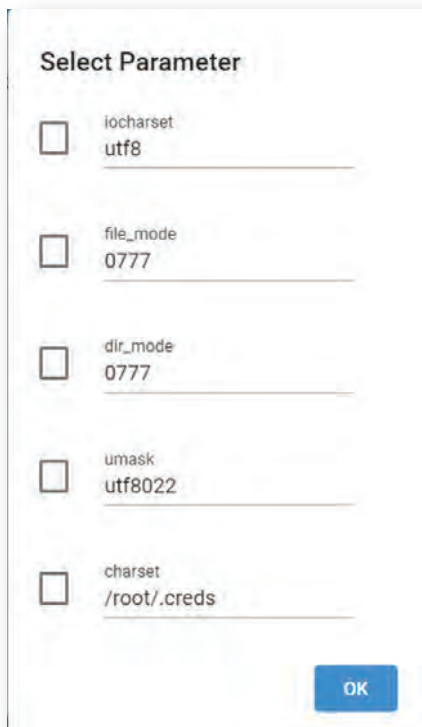 Select Parameter
iocharset
utf8
file_mode
0777
dir_mode
0777
umask
utf8022
charset
/root/.creds
OK